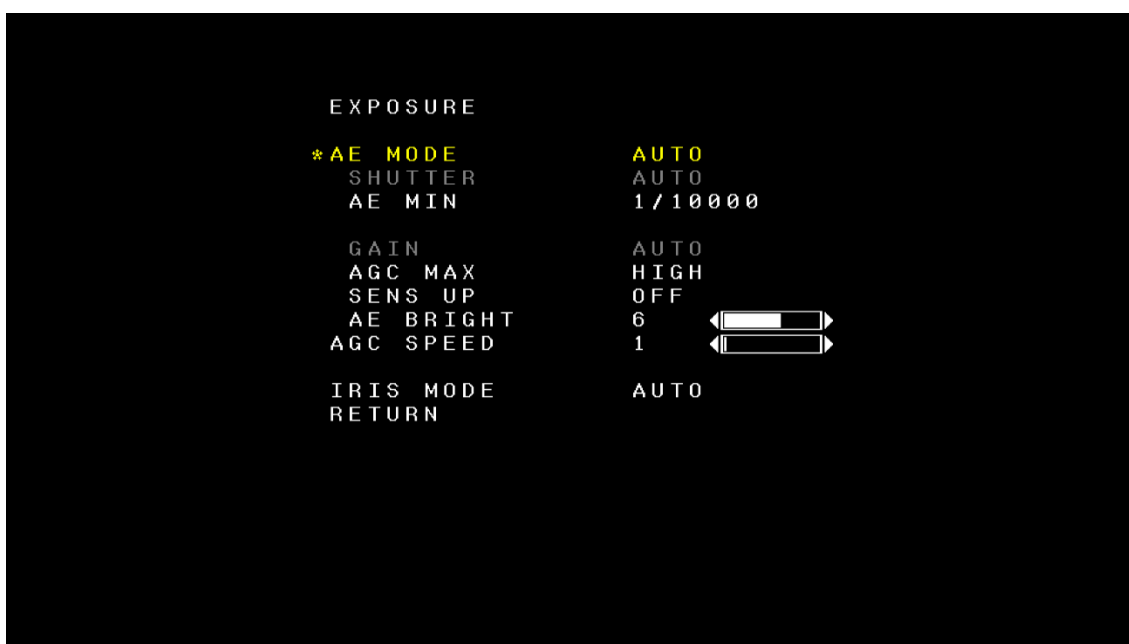 EXPOSURE
*AE MODE AUTO
SHUTTER AUTO
AE MIN 1/10000
GAIN AUTO
AGC MAX HIGH
SENS UP OFF
AE BRIGHT 6
AGC SPEED 1
IRIS MODE AUTO
RETURN